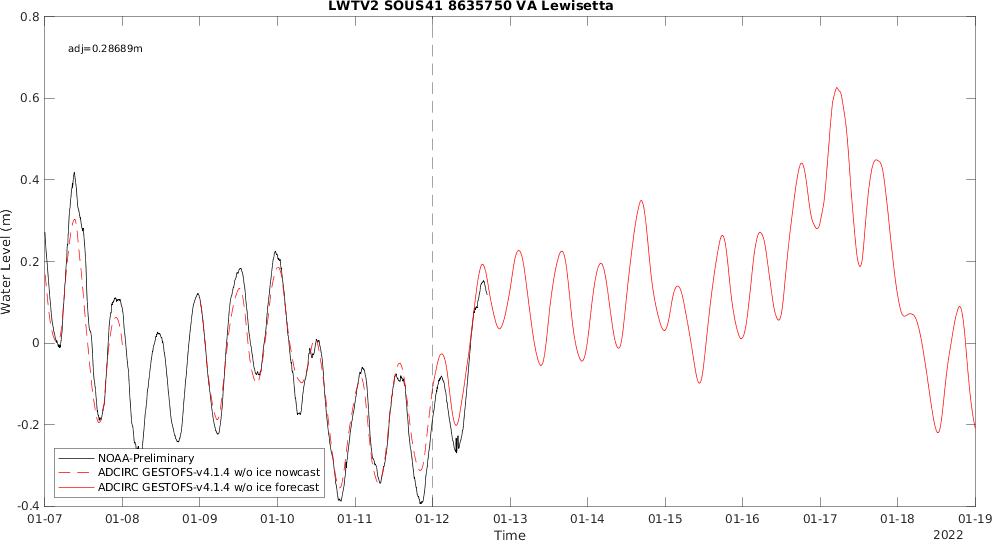 LWTV2 SOUS41 8635750 VA Lewisetta
adj=0.28689m
Water Level (m)
0.8
0.6
0.4
0.2
0
-0.2
-0.4
NOAA-Preliminary
ADCIRC GESTOFS-v4.1.4 w/o ice nowcast
ADCIRC GESTOFS-v4.1.4 w/o ice forecast
01-07 01-08 01-09 01-10 01-11 01-12 01-13 01-14 01-15 01-16 01-17 01-18 01-19
Time
2022